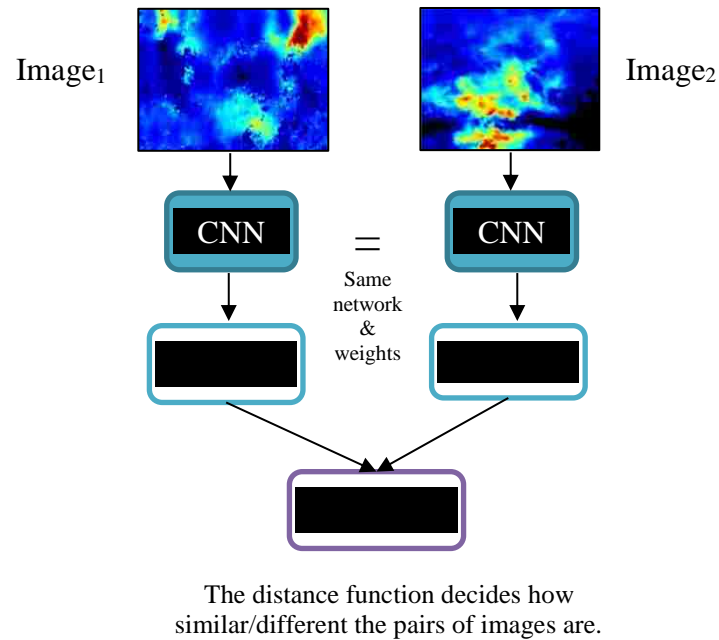 Image1
Image2
CNN
=
CNN
Same
network
&
weights
The distance function decides how
similar/different the pairs of images are.